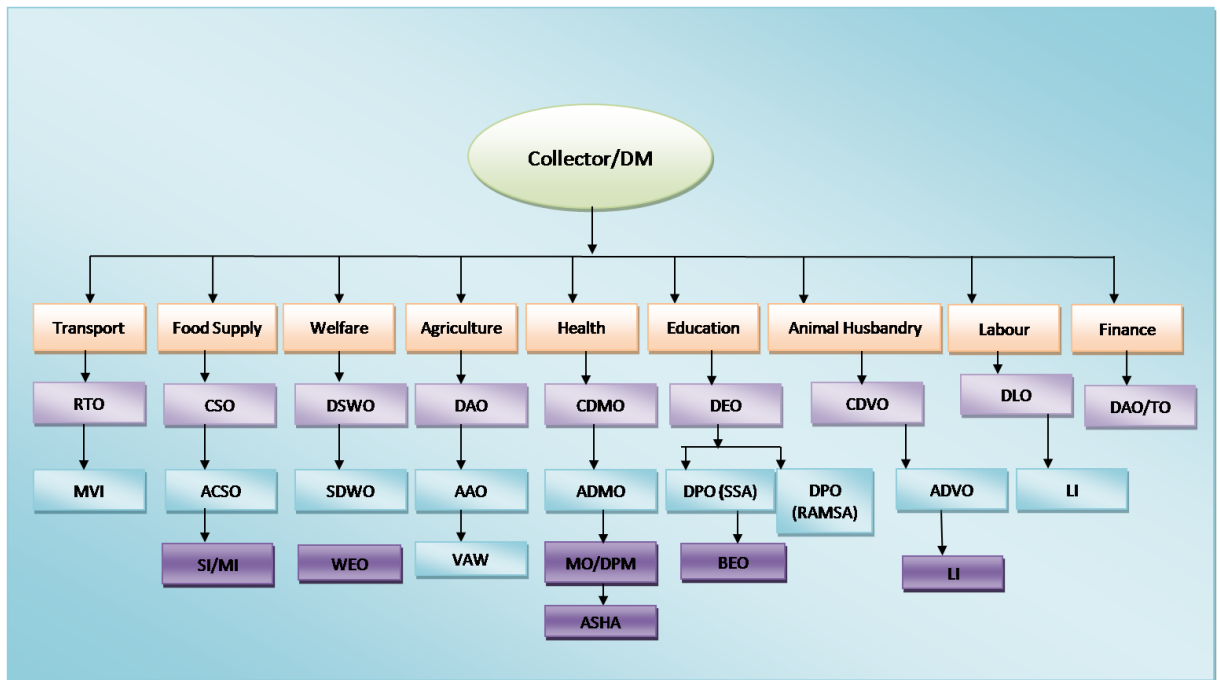 Collector/DM
Transport
Food Supply
Welfare
Agriculture
Health
Education
Animal Husbandry
Labour
Finance
RTO
CSO
DSWO
DAO
CDMO
DEO
CDVO
DLO
DAO/TO
MVI
ACSO
SDWO
AAO
ADMO
DPO (SSA)
DPO
(RAMSA)
ADVO
LI
SI/MI
WEO
VAW
MO/DPM
BEO
LI
ASHA